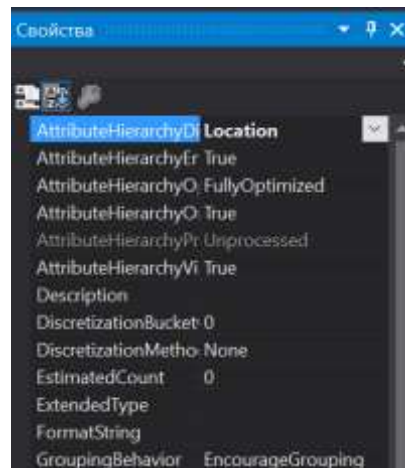 Свойства
AttributeHierarchyDi Location
AttributeHierarchyEr True
AttributeHierarchyO FullyOptimized
AttributeHierarchyO True
AttributeHierarchyPr Unprocessed
AttributeHierarchyVi True
Description
DiscretizationBucket 0
DiscretizationMetho None
EstimatedCount 0
ExtendedType
FormatString
GroupingBehavior EncourageGrouping